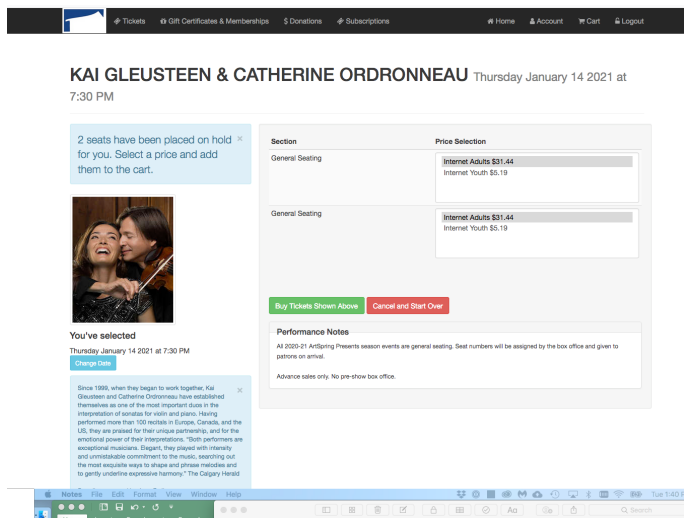 Tickets Gift Certificates & Memberships $ Donations Subscriptions Home Account Cart Logout
KAI GLEUSTEEN & CATHERINE ORDRONNEAU Thursday January 14 2021 at
7:30 PM
2 seats have been placed on hold ×
for you. Select a price and add
them to the cart.
You've selected
Thursday January 14 2021 at 7:30 PM
Change Date
Since 1999, when they began to work together, Kai ×
Gleusteen and Catherine Ordronneau have established
themselves as one of the most important duos in the
interpretation of sonatas for violin and piano. Having
performed more than 100 recitals in Europe, Canada, and the
US, they are praised for their unique partnership, and for the
emotional power of their interpretations. "Both performers are
exceptional musicians. Elegant, they played with intensity
and unmistakable commitment to the music, searching out
the most exquisite ways to shape and phrase melodies and
to gently underline expressive harmony." The Calgary Herald
Section Price Selection
General Seating
Internet Adults $31.44
Internet Youth $5.19
General Seating
Internet Adults $31.44
Internet Youth $5.19
Buy Tickets Shown Above Cancel and Start Over
Performance Notes
All 2020-21 ArtSpring Presents season events are general seating. Seat numbers will be assigned by the box office and given to
patrons on arrival.
Advance sales only. No pre-show box office.
Notes File Edit Format View Window Help Tue 1:40
Aa Search